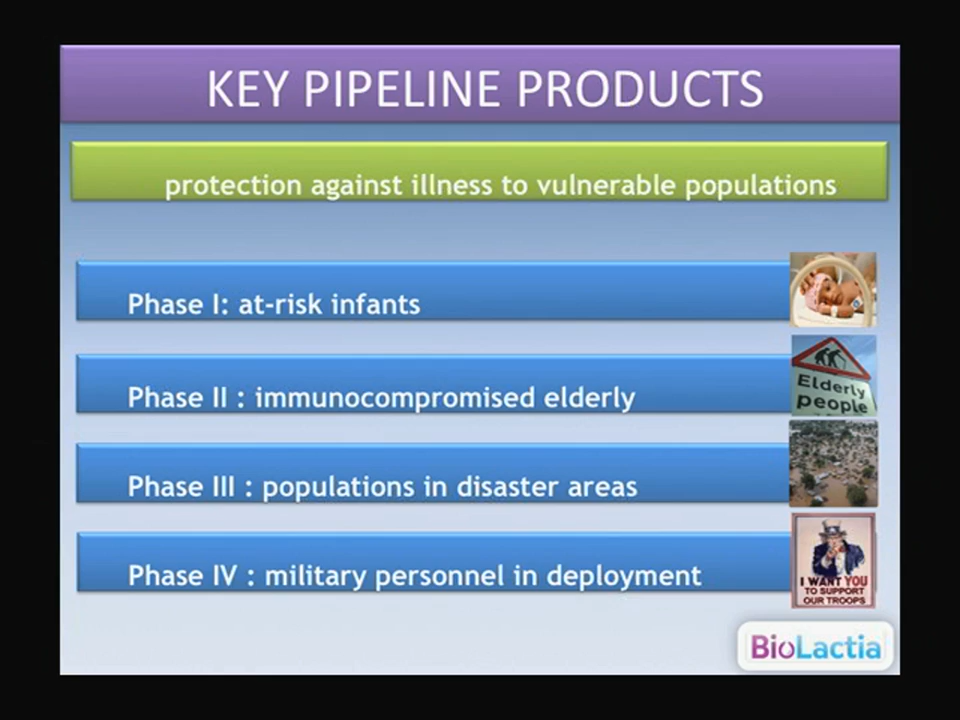 KEY PIPELINE PRODUCTS
protection against illness to vulnerable populations
Phase I: at-risk infants
Phase II : immunocompromised elderly
Elderly
people
Phase III : populations in disaster areas
Phase IV : military personnel in deployment
I WANT YOU
TO SUPPORT
OUR TROOPS
BioLactia